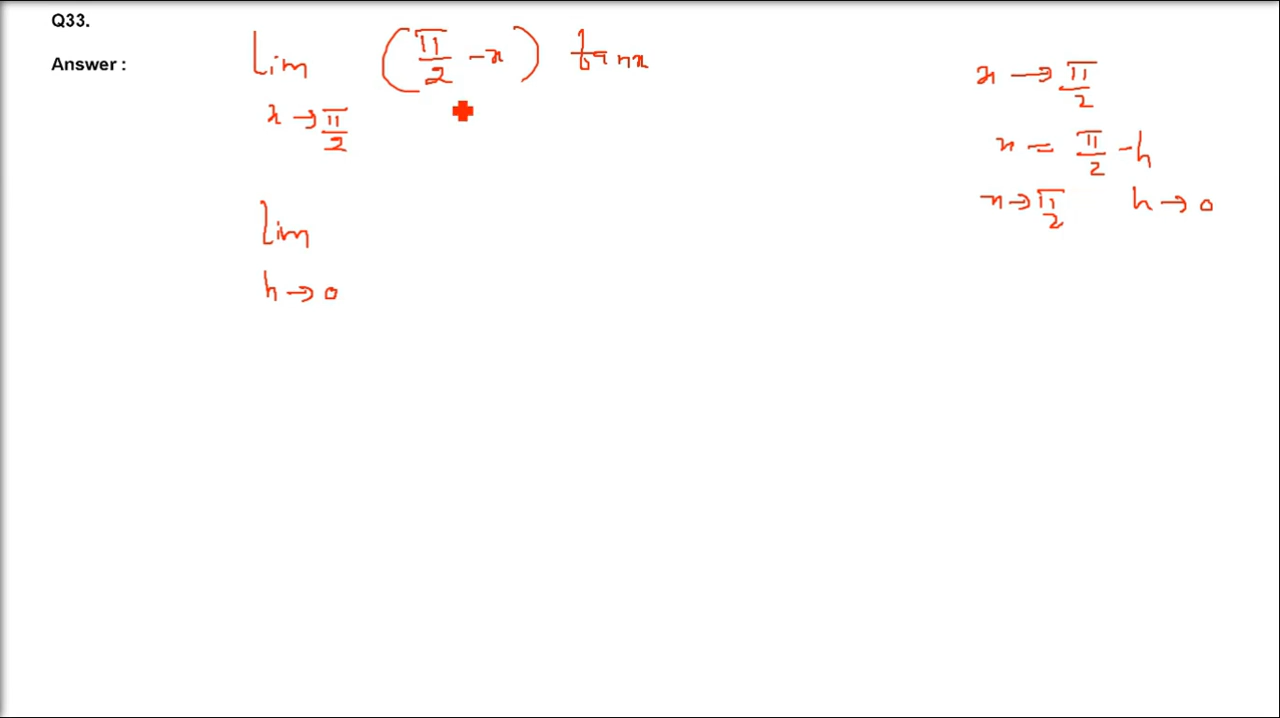 Q33.
Answer :
lim (π/2 - x) tan x
x → π/2
lim
h → 0
x → π/2
x = π/2 - h
x → π/2 h → 0